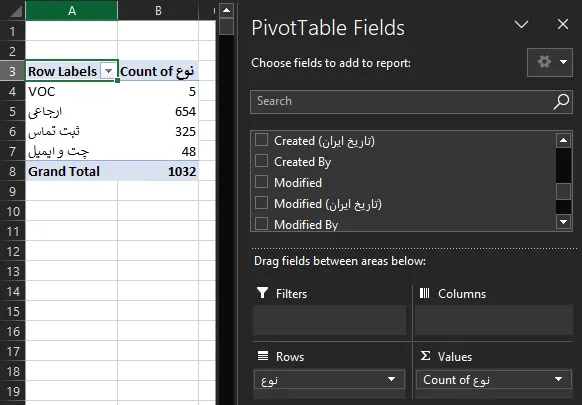 A B
1
2
3 Row Labels Count of نوع
4 VOC 5
5 ارجاعی 654
6 ثبت تماس 325
7 چت و ایمیل 48
8 Grand Total 1032
9
10
11
12
13
14
15
16
17
18
19
PivotTable Fields
Choose fields to add to report:
Search
Created (تاریخ ایران)
Created By
Modified
Modified (تاریخ ایران)
Modified By
Drag fields between areas below:
Filters
Columns
Rows
Σ Values
نوع
Count of نوع